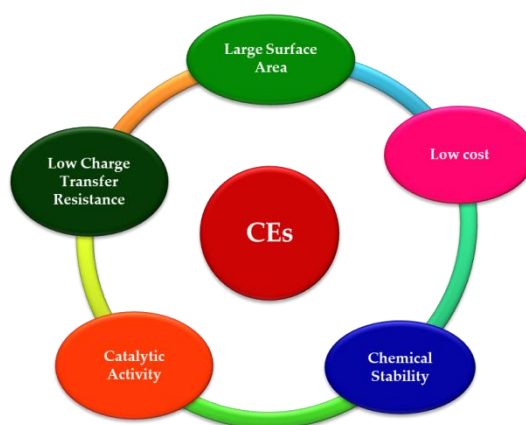 Large Surface
Area
Low cost
Low Charge
Transfer
Resistance
CEs
Catalytic
Activity
Chemical
Stability